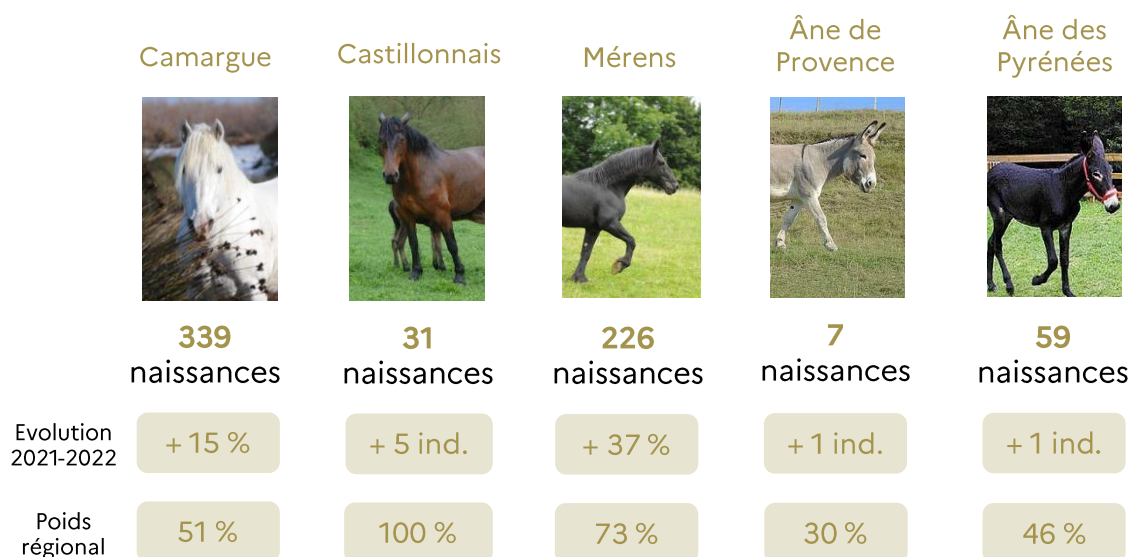 Camargue
Castillonnais
Mérens
Âne de
Provence
Âne des
Pyrénées
339
naissances
31
naissances
226
naissances
7
naissances
59
naissances
Evolution
2021-2022
+ 15 %
+ 5 ind.
+ 37 %
+ 1 ind.
+ 1 ind.
Poids
régional
51 %
100 %
73 %
30 %
46 %